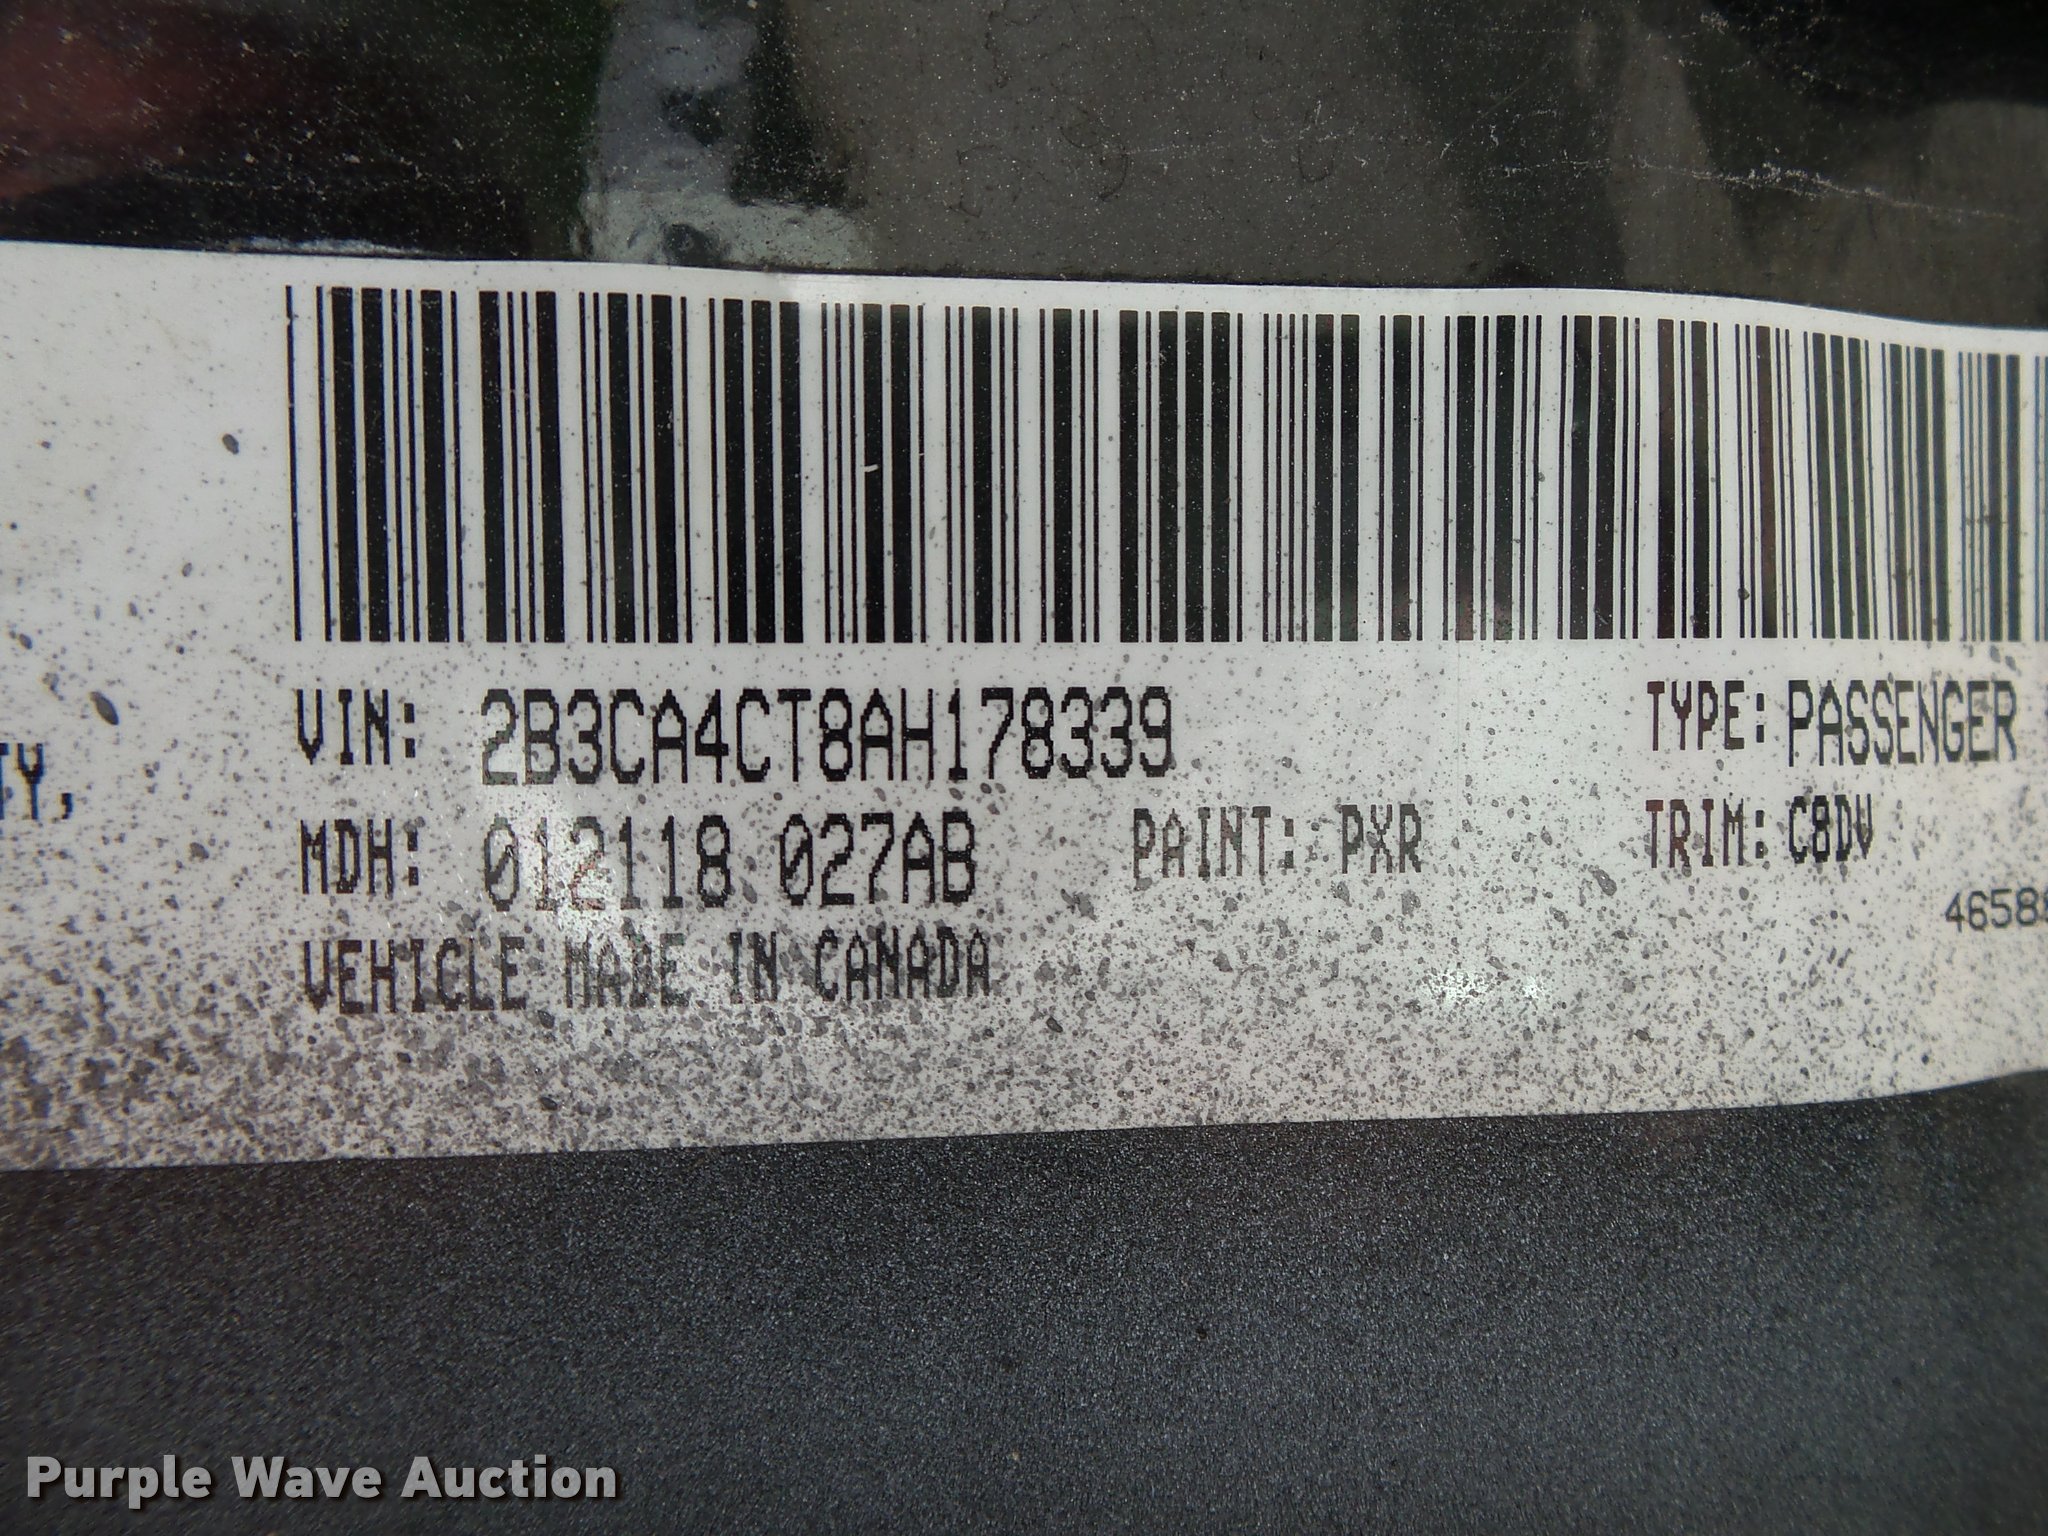 VIN: 2B3CA4CT8AH178339
TYPE: PASSENGER
TY,
MDH: 012118 027AB
PAINT: PXR
TRIM: C8DV
4658
VEHICLE MADE IN CANADA
Purple Wave Auction